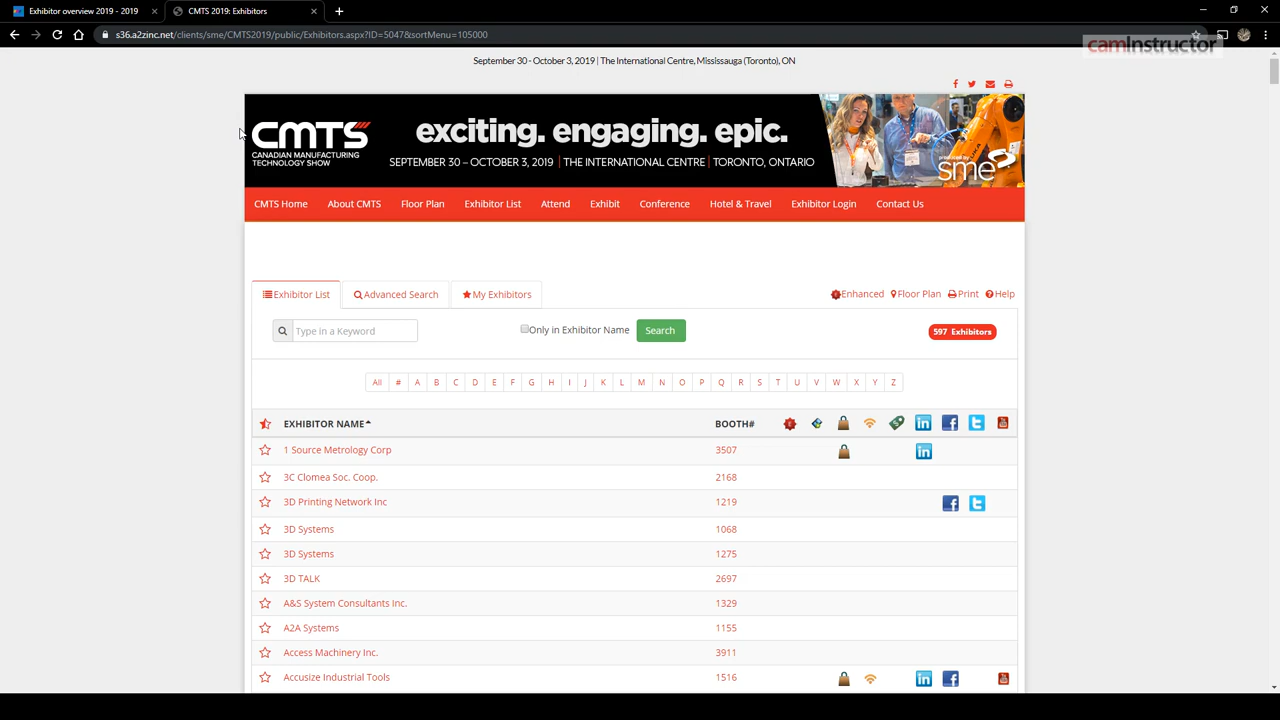 Exhibitor overview 2019 - 2019
CMTS 2019: Exhibitors
s36.a2zinc.net/clients/sme/CMTS2019/public/Exhibitors.aspx?ID=5047&sortMenu=105000
camInstructor
September 30 - October 3, 2019 | The International Centre, Mississauga (Toronto), ON
CMTS
CANADIAN MANUFACTURING
TECHNOLOGY SHOW
exciting. engaging. epic.
SEPTEMBER 30 – OCTOBER 3, 2019 | THE INTERNATIONAL CENTRE | TORONTO, ONTARIO
produced by
sme
CMTS Home About CMTS Floor Plan Exhibitor List Attend Exhibit Conference Hotel & Travel Exhibitor Login Contact Us
Exhibitor List Advanced Search My Exhibitors Enhanced Floor Plan Print Help
Type in a Keyword Only in Exhibitor Name Search 597 Exhibitors
All # A B C D E F G H I J K L M N O P Q R S T U V W X Y Z
EXHIBITOR NAME BOOTH#
1 Source Metrology Corp 3507
3C Clomea Soc. Coop. 2168
3D Printing Network Inc 1219
3D Systems 1068
3D Systems 1275
3D TALK 2697
A&S System Consultants Inc. 1329
A2A Systems 1155
Access Machinery Inc. 3911
Accusize Industrial Tools 1516